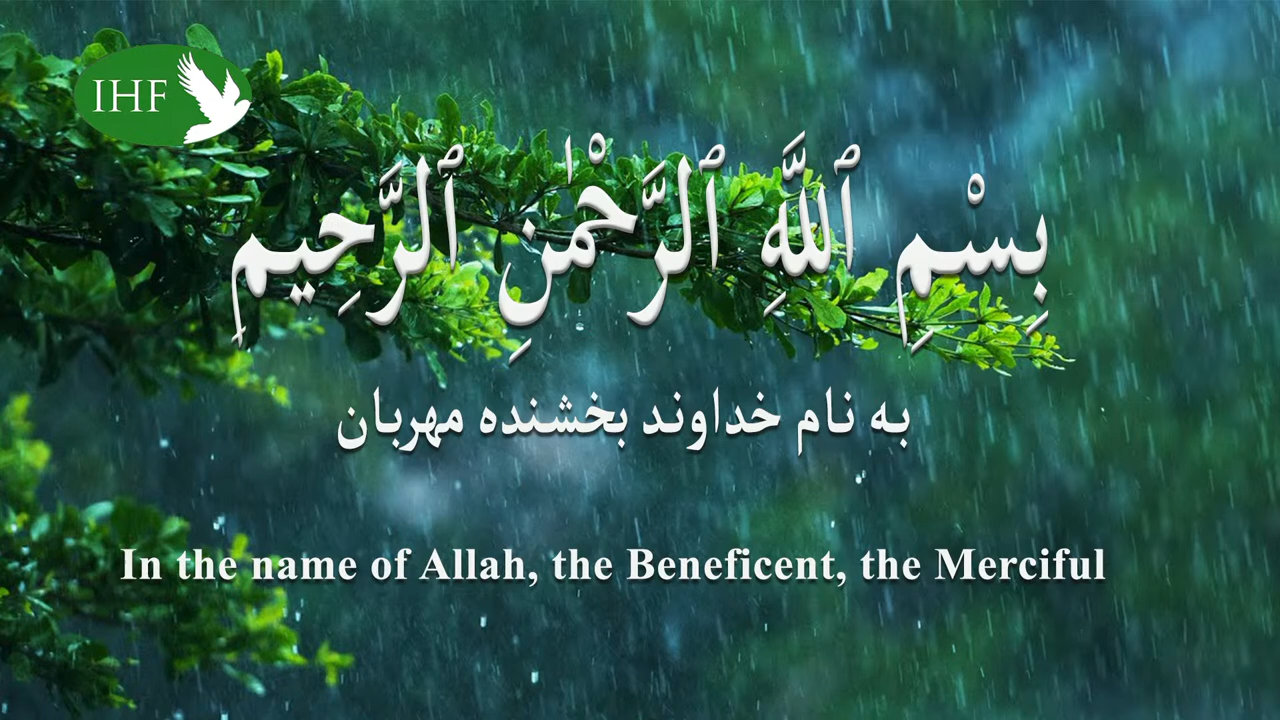 IHF
بِسْمِ ٱللَّهِ ٱلرَّحْمَٰنِ ٱلرَّحِيمِ
به نام خداوند بخشنده مهربان
In the name of Allah, the Beneficent, the Merciful